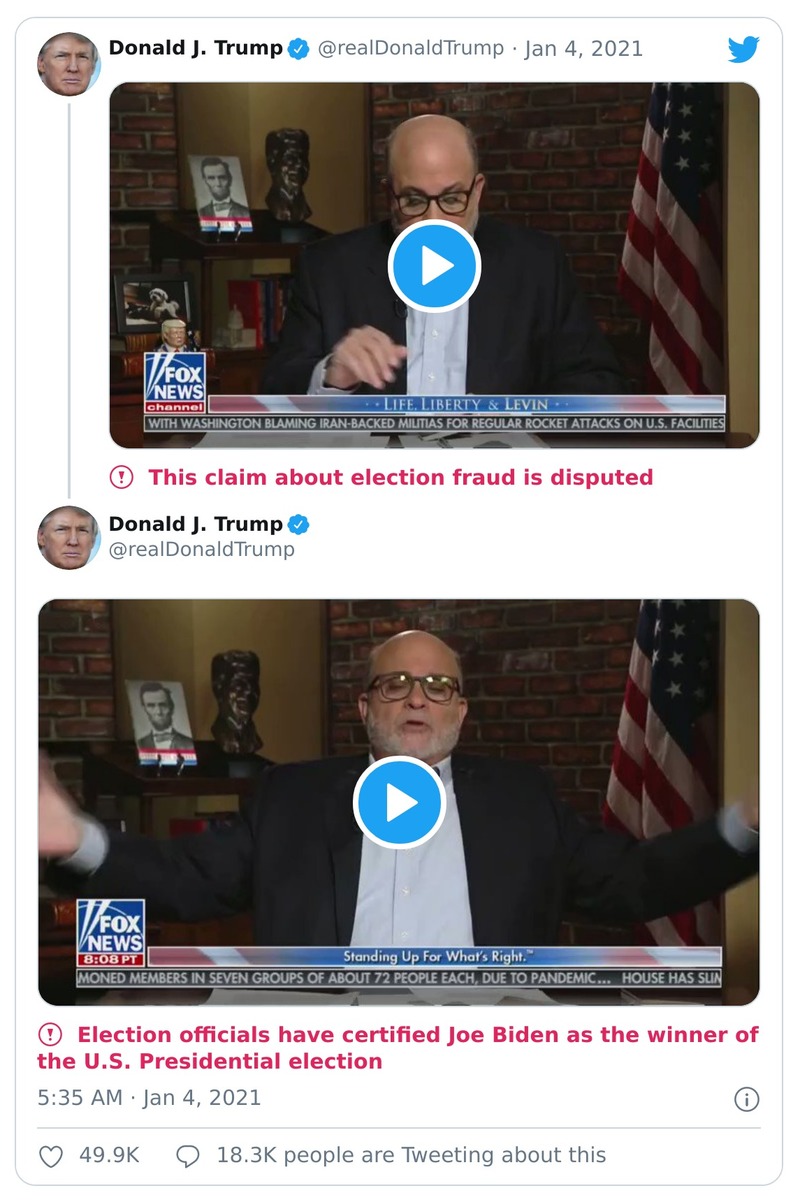 Donald J. Trump @realDonaldTrump · Jan 4, 2021
FOX
NEWS
channel
· · LIFE, LIBERTY & LEVIN · ·
WITH WASHINGTON BLAMING IRAN-BACKED MILITIAS FOR REGULAR ROCKET ATTACKS ON U.S. FACILITIES
This claim about election fraud is disputed
Donald J. Trump
@realDonaldTrump
FOX
NEWS
8:08 PT
Standing Up For What's Right.™
MONED MEMBERS IN SEVEN GROUPS OF ABOUT 72 PEOPLE EACH, DUE TO PANDEMIC... HOUSE HAS SLIM
Election officials have certified Joe Biden as the winner of
the U.S. Presidential election
5:35 AM · Jan 4, 2021
49.9K 18.3K people are Tweeting about this